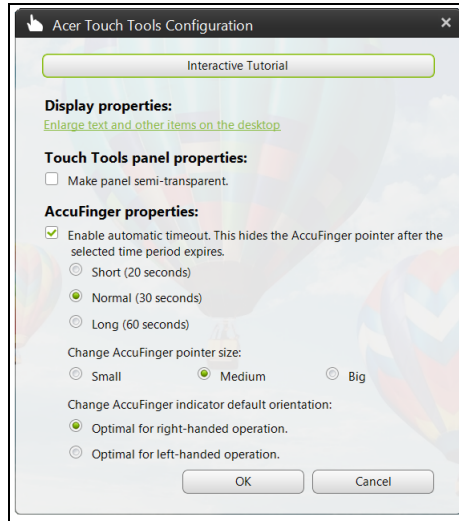 Acer Touch Tools Configuration
Interactive Tutorial
Display properties:
Enlarge text and other items on the desktop
Touch Tools panel properties:
Make panel semi-transparent.
AccuFinger properties:
Enable automatic timeout. This hides the AccuFinger pointer after the
selected time period expires.
Short (20 seconds)
Normal (30 seconds)
Long (60 seconds)
Change AccuFinger pointer size:
Small Medium Big
Change AccuFinger indicator default orientation:
Optimal for right-handed operation.
Optimal for left-handed operation.
OK Cancel